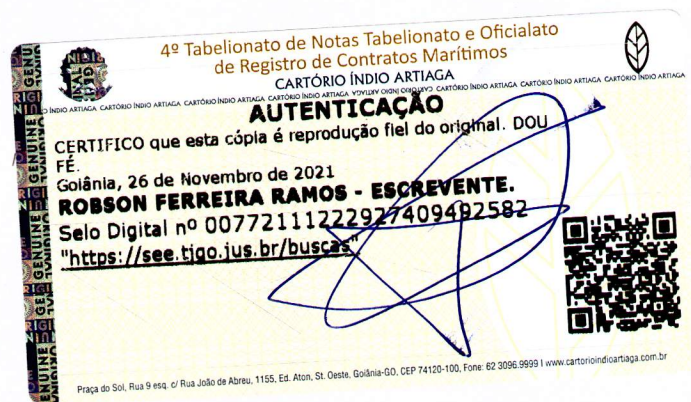 4º Tabelionato de Notas Tabelionato e Oficialato
de Registro de Contratos Marítimos
CARTÓRIO ÍNDIO ARTIAGA
AUTENTICAÇÃO
CERTIFICO que esta cópia é reprodução fiel do original. DOU
FÉ.
Goiânia, 26 de Novembro de 2021
ROBSON FERREIRA RAMOS - ESCREVENTE.
Selo Digital nº 00772111222927409492582
"https://see.tjgo.jus.br/buscas"
Praça do Sol, Rua 9 esq. c/ Rua João de Abreu, 1155, Ed. Aton, St. Oeste, Goiânia-GO, CEP 74120-100, Fone: 62 3096.9999 I www.cartorioindioartiaga.com.br